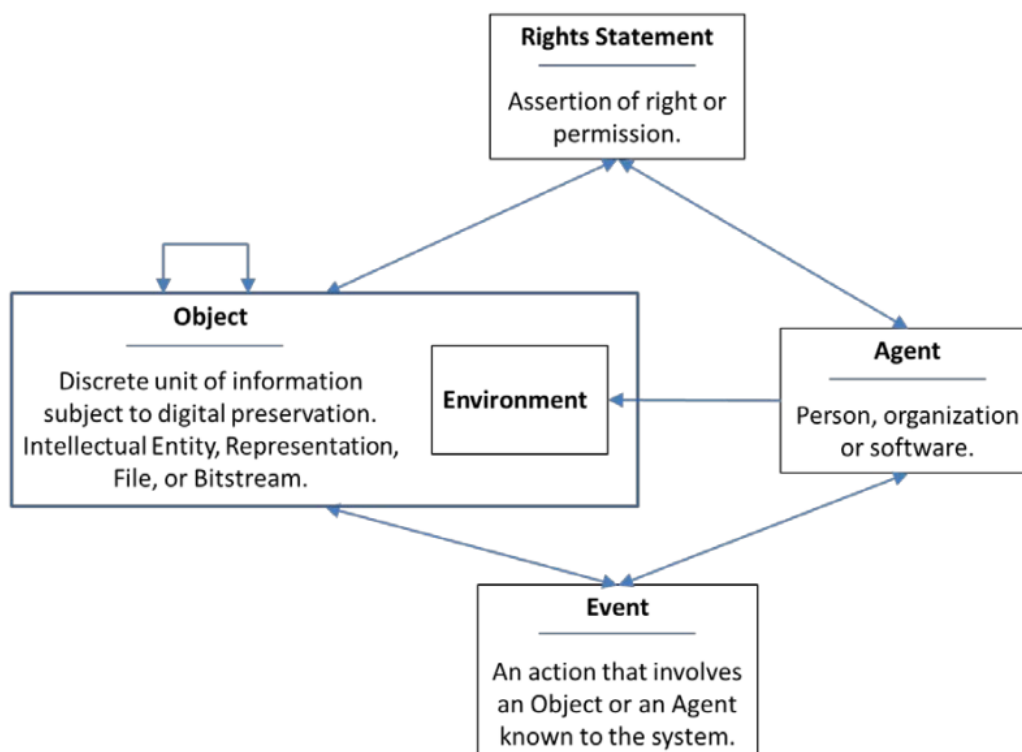 Rights Statement
Assertion of right or
permission.
Object
Discrete unit of information
subject to digital preservation.
Intellectual Entity, Representation,
File, or Bitstream.
Environment
Agent
Person, organization
or software.
Event
An action that involves
an Object or an Agent
known to the system.